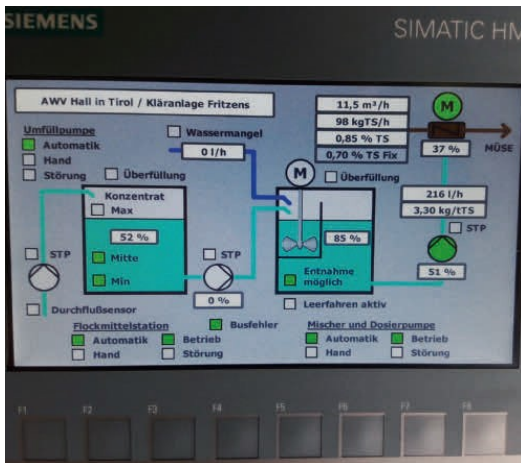 SIEMENS
SIMATIC HM
AWV Hall in Tirol / Kläranlage Fritzens
11,5 m³/h
98 kgTS/h
0,85 % TS
0,70 % TS Fix
M
37 %
MÜSE
Umfüllpumpe
Automatik
Hand
Störung
Wassermangel
0 l/h
Überfüllung
M
Überfüllung
Konzentrat
Max
52 %
Mitte
Min
STP
STP
0 %
85 %
Entnahme
möglich
216 l/h
3,30 kg/tTS
STP
51 %
Durchflußsensor
Leerfahren aktiv
Flockmittelstation
Busfehler
Mischer und Dosierpumpe
Automatik
Betrieb
Automatik
Betrieb
Hand
Störung
Hand
Störung
F1
F2
F3
F4
F5
F6
F7
F8